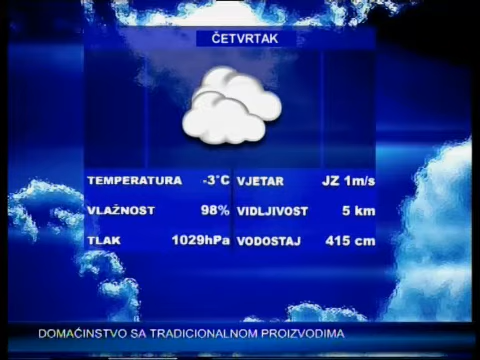 ČETVRTAK
TEMPERATURA -3°C VJETAR JZ 1m/s
VLAŽNOST 98% VIDLJIVOST 5 km
TLAK 1029hPa VODOSTAJ 415 cm
DOMAĆINSTVO SA TRADICIONALNOM PROIZVODIMA